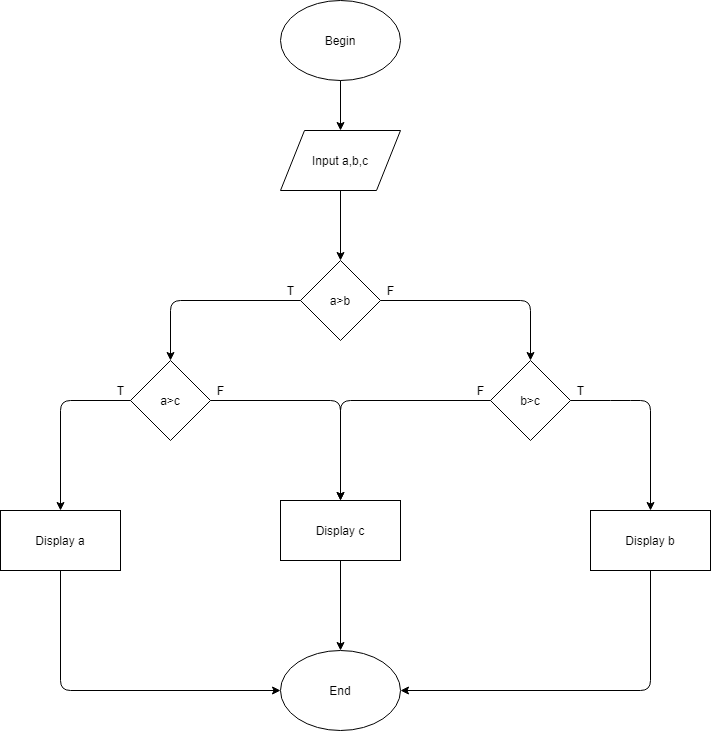 Begin
Input a,b,c
T
F
a>b
T
F
F
T
a>c
b>c
Display a
Display c
Display b
End